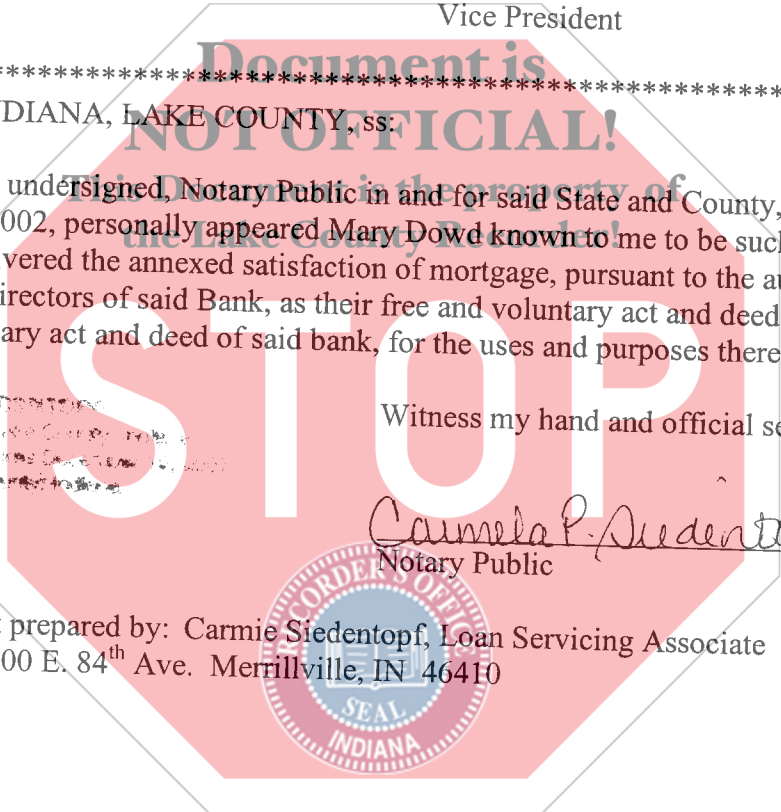 Vice President
Document is
********************************************************
NDIANA, LAKE COUNTY, ss:
NOT OFFICIAL!
undersigned, Notary Public in and for said State and County,
This Document is the property of
002, personally appeared Mary Dowd known to me to be such
the Lake County Recorder!
vered the annexed satisfaction of mortgage, pursuant to the au
irectors of said Bank, as their free and voluntary act and deed
ary act and deed of said bank, for the uses and purposes there
STOP
Witness my hand and official se
Carmela P. Siedento
Notary Public
RECORDER'S OFFICE
prepared by: Carmie Siedentopf, Loan Servicing Associate
00 E. 84th Ave. Merrillville, IN 46410
SEAL
INDIANA